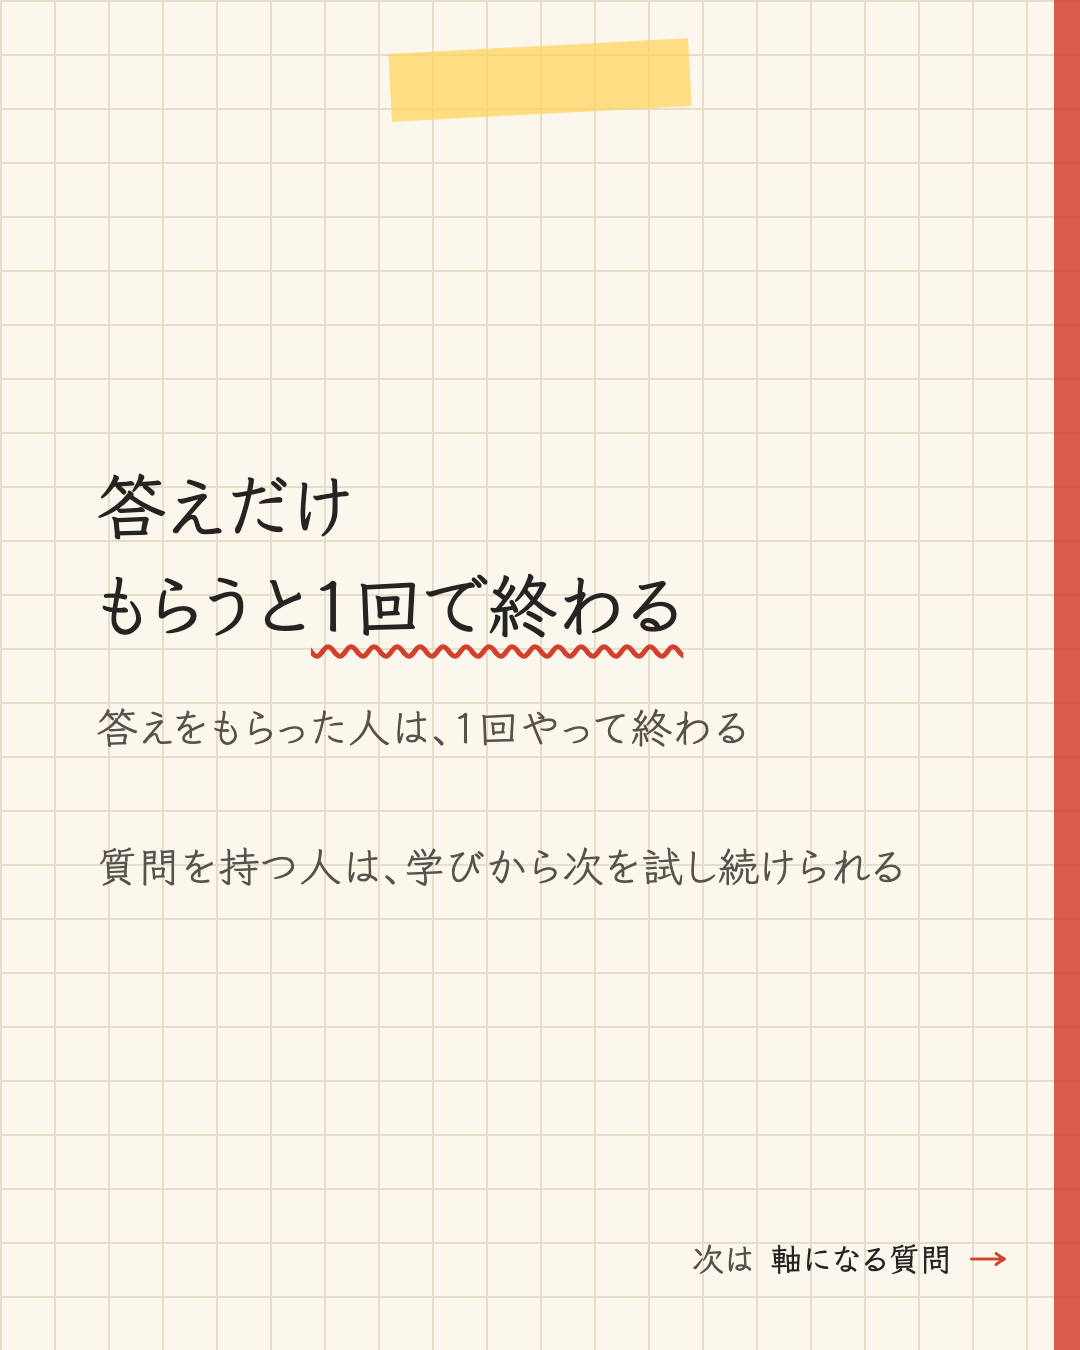 答えだけ
もらうと1回で終わる
答えをもらった人は、1回やって終わる
質問を持つ人は、学びから次を試し続けられる
次は 軸になる質問 →